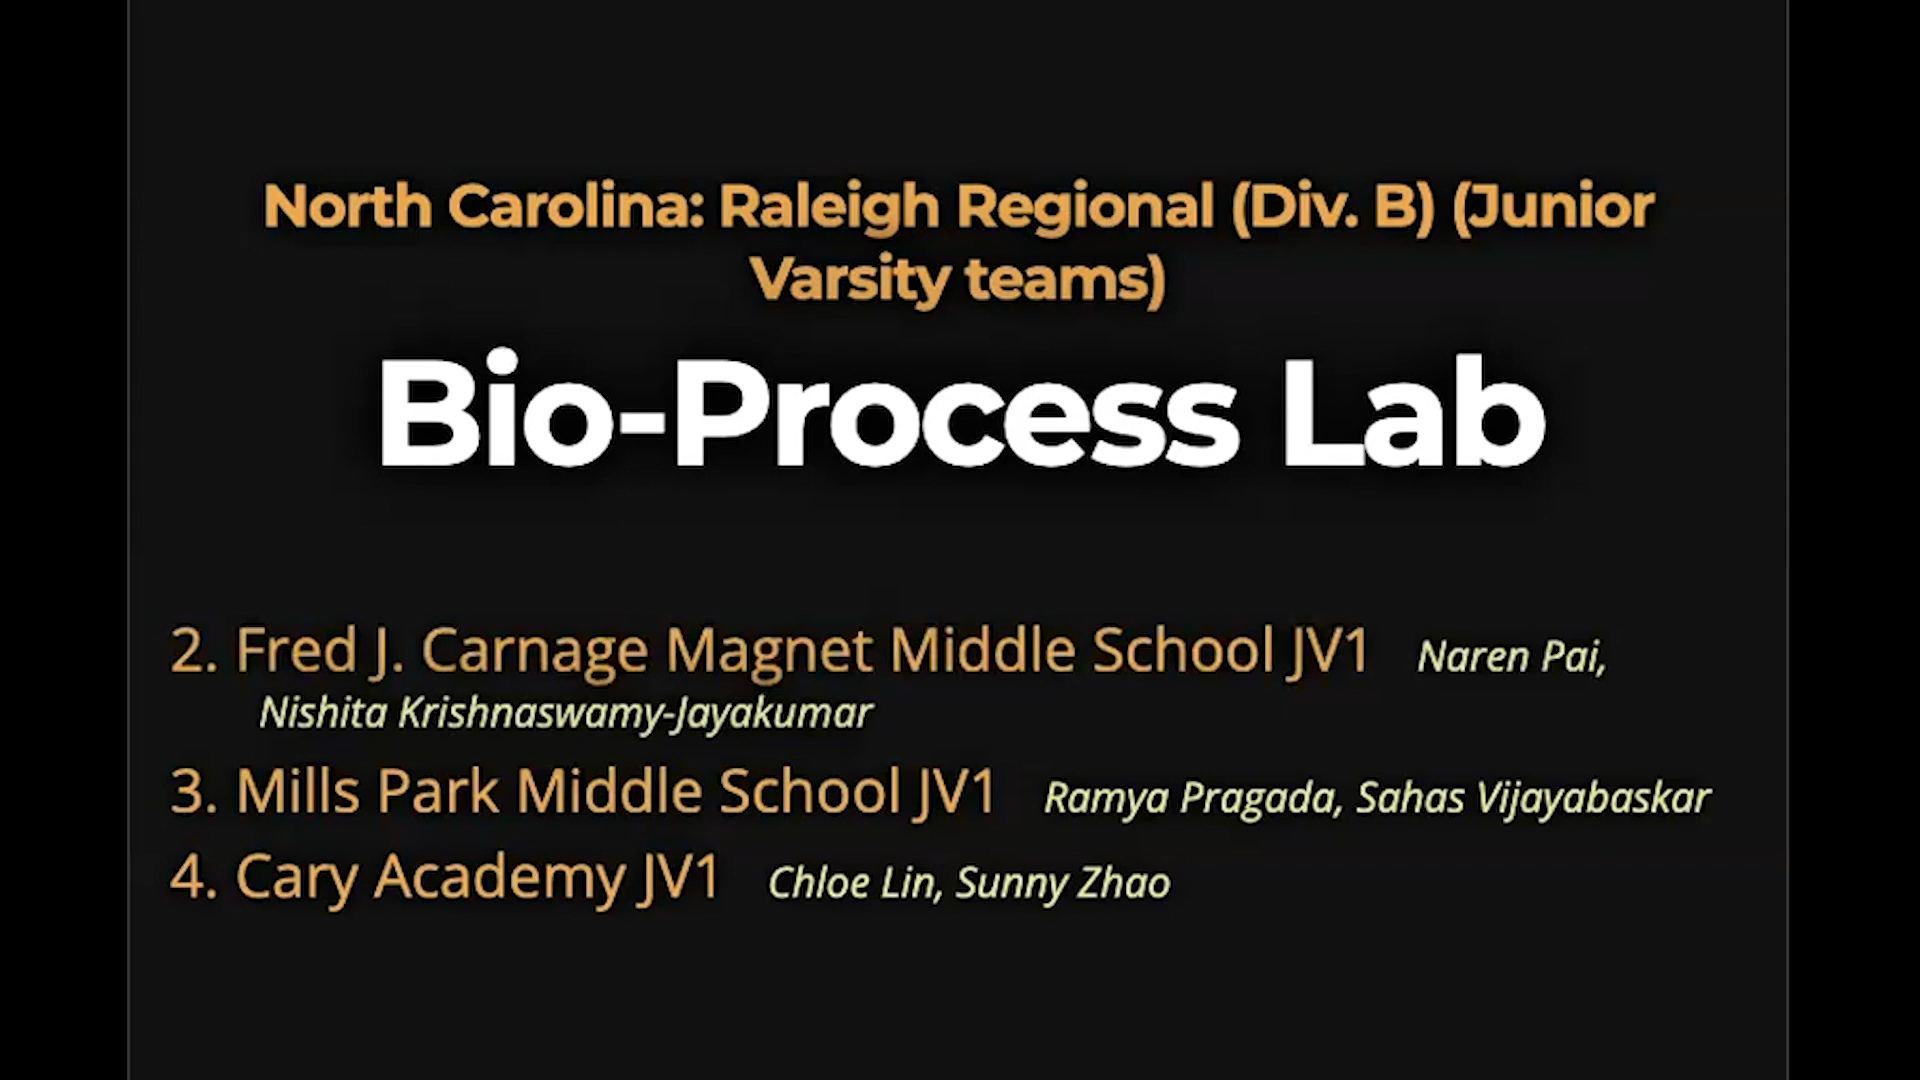 North Carolina: Raleigh Regional (Div. B) (Junior
Varsity teams)
Bio-Process Lab
2. Fred J. Carnage Magnet Middle School JV1 Naren Pai,
Nishita Krishnaswamy-Jayakumar
3. Mills Park Middle School JV1 Ramya Pragada, Sahas Vijayabaskar
4. Cary Academy JV1 Chloe Lin, Sunny Zhao